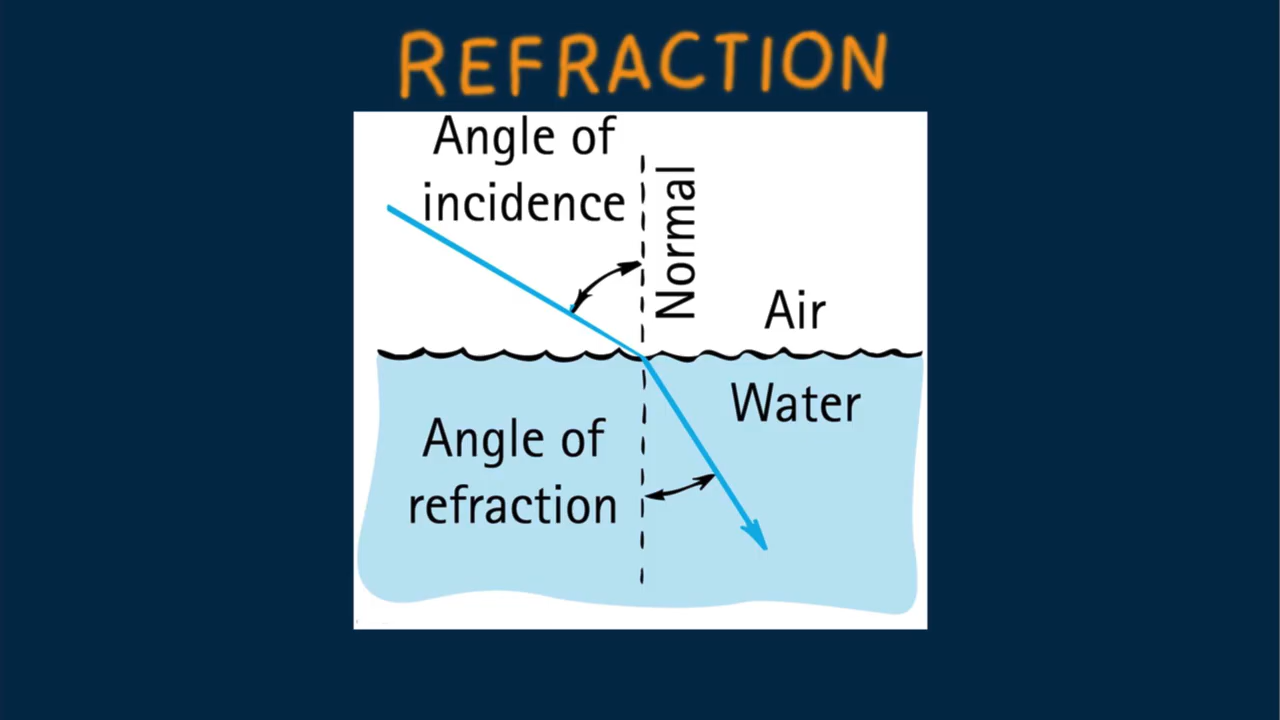 REFRACTION
Angle of
incidence
Normal
Air
Water
Angle of
refraction